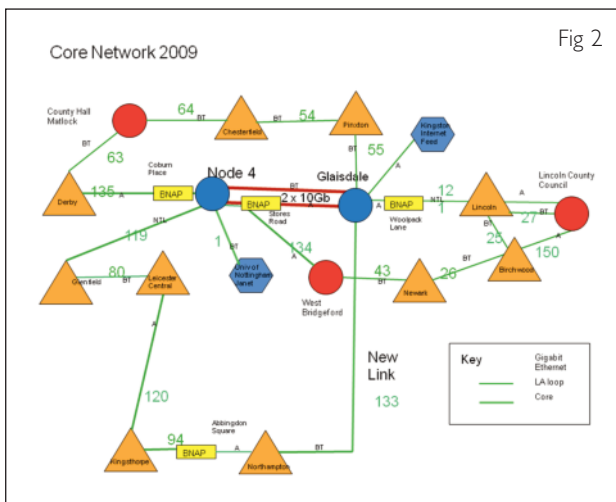 Fig 2
Core Network 2009
64
BT
BT
54
County Hall
Matlock
Chesterfield
Pinxton
Kingston
Internet
Feed
BT
63
BT
55
A
Coburn
Place
Node 4
Glaisdale
Lincoln County
Council
Derby
135
A
BNAP
BT
2 x 10Gb
BNAP
A
Stores
Road
A
BNAP
NTL
Woolpack
Lane
12
1
Lincoln
A
BT
27
NTL
119
1
BT
134
A
25
BT
A
150
Birchwood
80
BT
Glenfield
Leicester
Central
Univ of
Nottingham
Janet
West
Bridgeford
43
BT
Newark
26
BT
A
New
Link
133
Key
Gigabit
Ethernet
LA loop
Core
120
94
BT
Abbingdon
Square
BNAP
A
Kingsthorpe
Northampton
BT